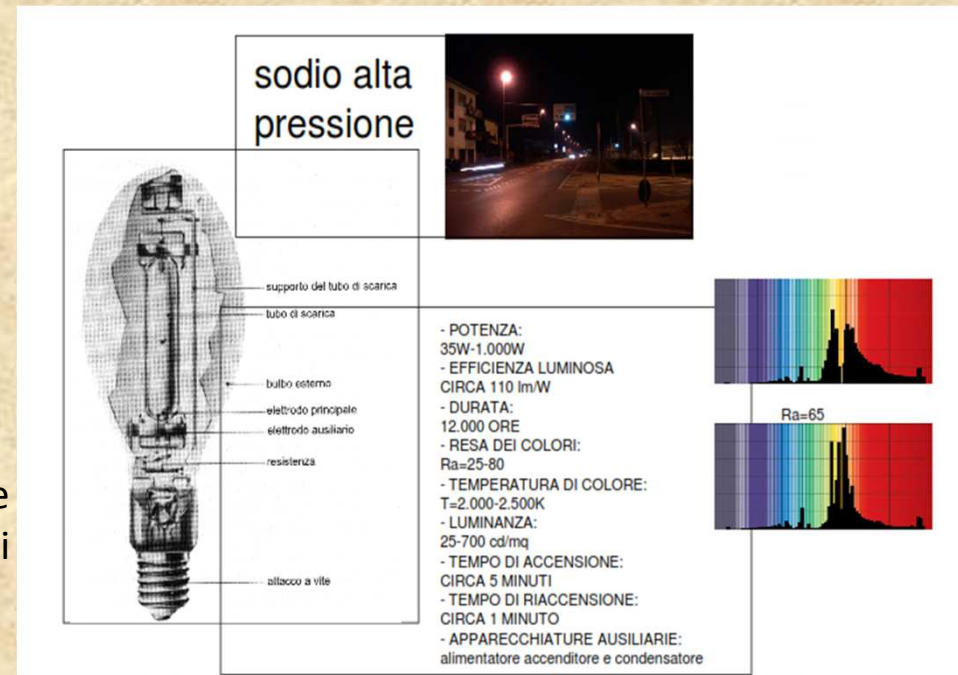 sodio alta
pressione
supporto del tubo di scarica
tubo di scarica
bulbo esterno
elettrodo principale
elettrodo ausiliario
resistenza
attacco a vite
- POTENZA:
35W-1.000W
- EFFICIENZA LUMINOSA
CIRCA 110 lm/W
- DURATA:
12.000 ORE
- RESA DEI COLORI:
Ra=25-80
- TEMPERATURA DI COLORE:
T=2.000-2.500K
- LUMINANZA:
25-700 cd/mq
- TEMPO DI ACCENSIONE:
CIRCA 5 MINUTI
- TEMPO DI RIACCENSIONE:
CIRCA 1 MINUTO
- APPARECCHIATURE AUSILIARIE:
alimentatore accenditore e condensatore
Ra=65
e
i